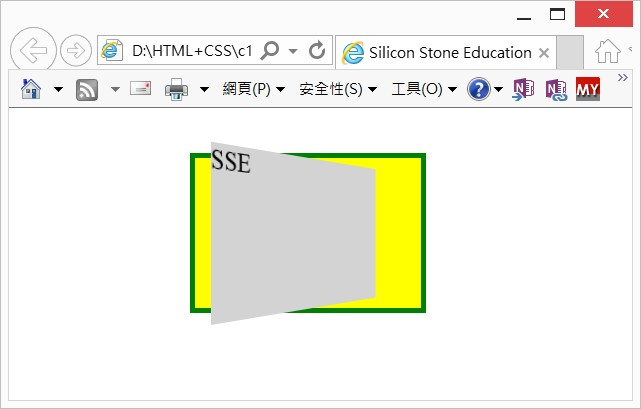 D:\HTML+CSS\c1
Silicon Stone Education
網頁(P) 安全性(S) 工具(O) ? N N MY
SSE